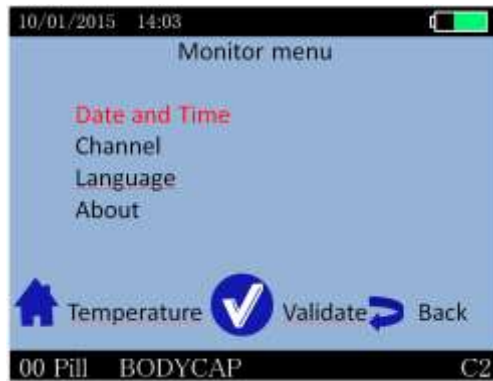 10/01/2015 14:03
Monitor menu
Date and Time
Channel
Language
About
Temperature Validate Back
00 Pill BODYCAP C2